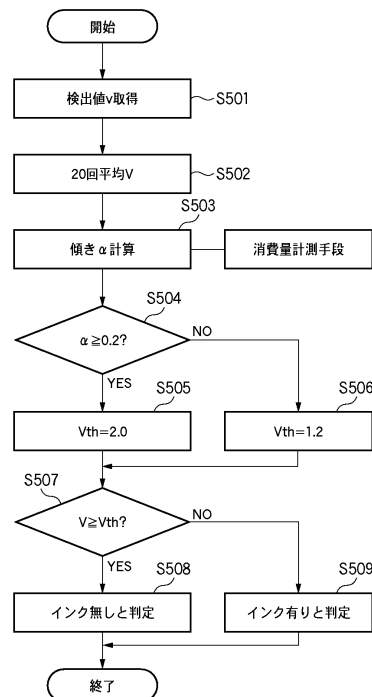 開始
検出値v取得
S501
20回平均V
S502
S503
傾きα計算
消費量計測手段
S504
α≧0.2?
NO
YES
S505
S506
Vth=2.0
Vth=1.2
S507
V≧Vth?
NO
YES
S508
S509
インク無しと判定
インク有りと判定
終了